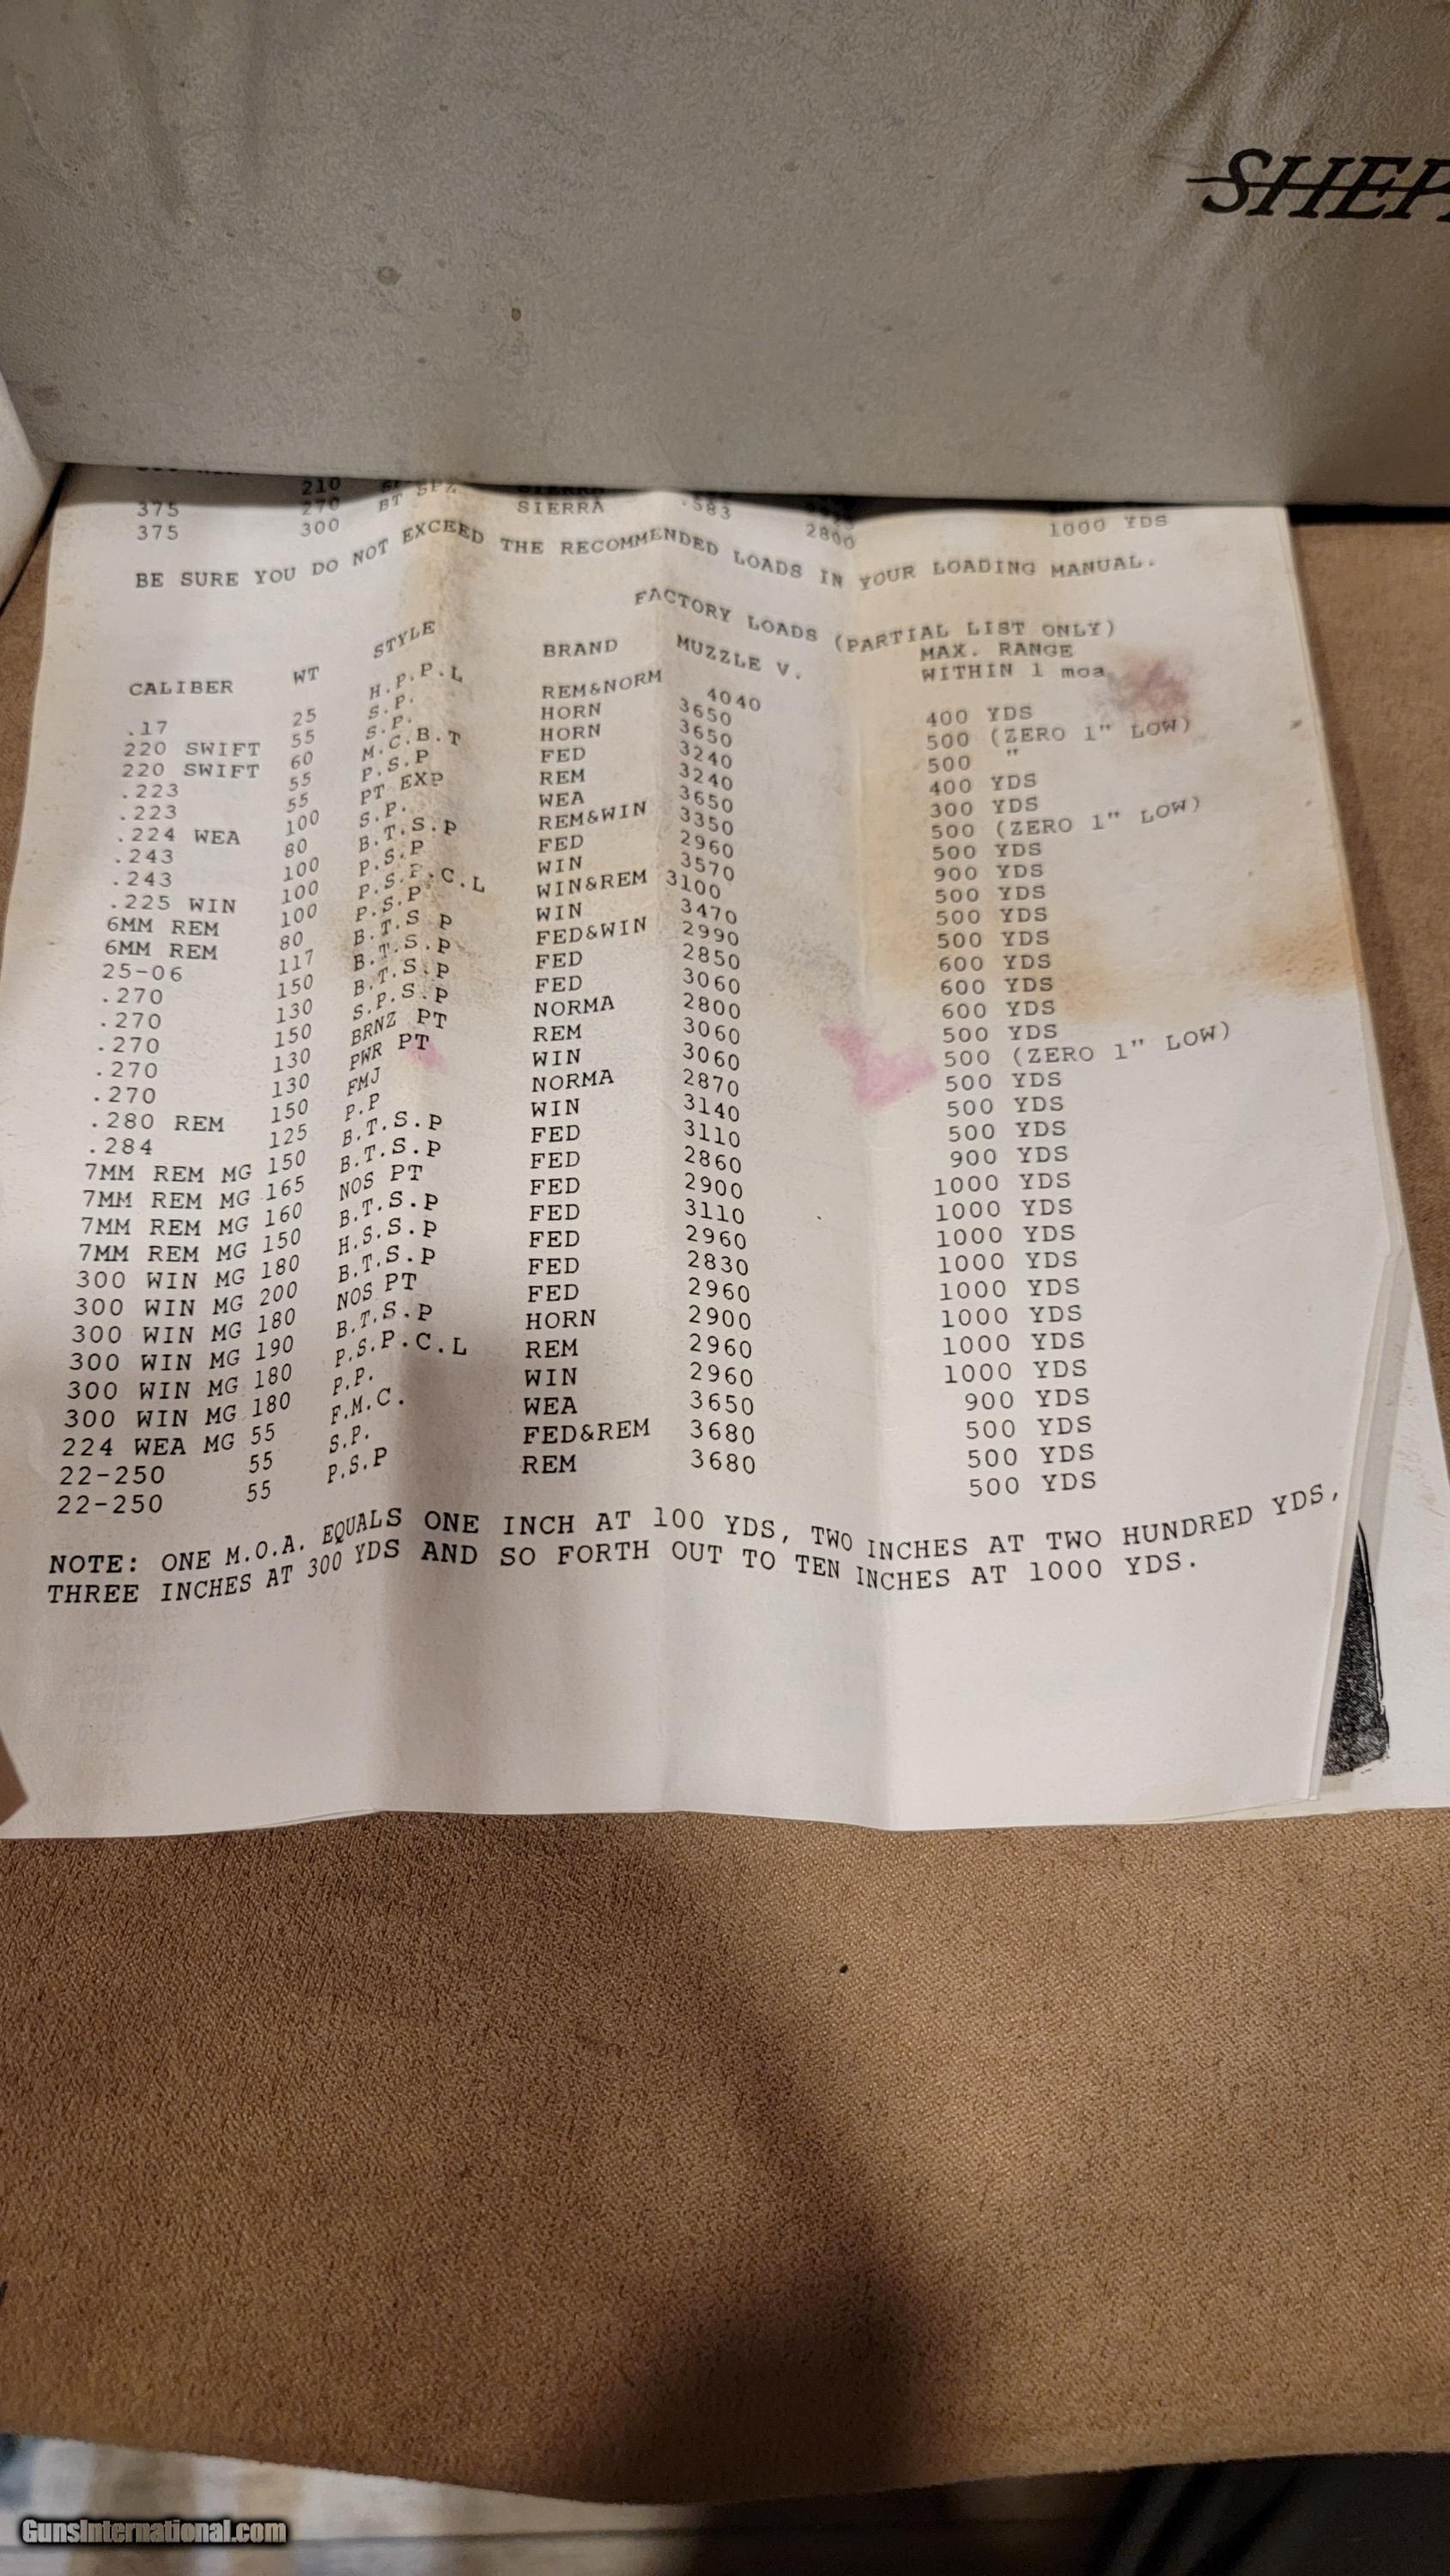 SHEP
210
375 270 BT SPZ SIERRA .583
375 300 2800 1000 YDS
BE SURE YOU DO NOT EXCEED THE RECOMMENDED LOADS IN YOUR LOADING MANUAL.
FACTORY LOADS (PARTIAL LIST ONLY)
CALIBER WT STYLE BRAND MUZZLE V. MAX. RANGE
WITHIN 1 moa
.17 25 H.P.P.L REM&NORM 4040 400 YDS
220 SWIFT 55 S.P. HORN 3650 500 (ZERO 1" LOW)
220 SWIFT 60 S.P. HORN 3650 500 "
.223 55 M.C.B.T FED 3240 400 YDS
.223 55 P.S.P REM 3240 300 YDS
.224 WEA 100 PT EXP WEA 3650 500 (ZERO 1" LOW)
.243 80 S.P. REM&WIN 3350 500 YDS
.243 100 B.T.S.P FED 2960 900 YDS
.225 WIN 100 P.S.P WIN 3570 500 YDS
6MM REM 100 P.S.P.C.L WIN&REM 3100 500 YDS
6MM REM 80 P.S.P WIN 3470 500 YDS
25-06 117 B.T.S P FED&WIN 2990 600 YDS
.270 150 B.T.S.P FED 2850 600 YDS
.270 130 B.T.S.P FED 3060 600 YDS
.270 150 S.P.S.P NORMA 2800 500 YDS
.270 130 BRNZ PT REM 3060 500 (ZERO 1" LOW)
.270 130 PWR PT WIN 3060 500 YDS
.280 REM 150 FMJ NORMA 2870 500 YDS
.284 125 P.P WIN 3140 500 YDS
7MM REM MG 150 B.T.S.P FED 3110 900 YDS
7MM REM MG 165 B.T.S.P FED 2860 1000 YDS
7MM REM MG 160 NOS PT FED 2900 1000 YDS
7MM REM MG 150 B.T.S.P FED 3110 1000 YDS
300 WIN MG 180 H.S.S.P FED 2960 1000 YDS
300 WIN MG 200 B.T.S.P FED 2830 1000 YDS
300 WIN MG 180 NOS PT FED 2960 1000 YDS
300 WIN MG 190 B.T.S.P HORN 2900 1000 YDS
300 WIN MG 180 P.S.P.C.L REM 2960 1000 YDS
300 WIN MG 180 P.P. WIN 2960 900 YDS
224 WEA MG 55 F.M.C. WEA 3650 500 YDS
22-250 55 S.P. FED&REM 3680 500 YDS
22-250 55 P.S.P REM 3680 500 YDS
NOTE: ONE M.O.A. EQUALS ONE INCH AT 100 YDS, TWO INCHES AT TWO HUNDRED YDS,
THREE INCHES AT 300 YDS AND SO FORTH OUT TO TEN INCHES AT 1000 YDS.
GunsInternational.com